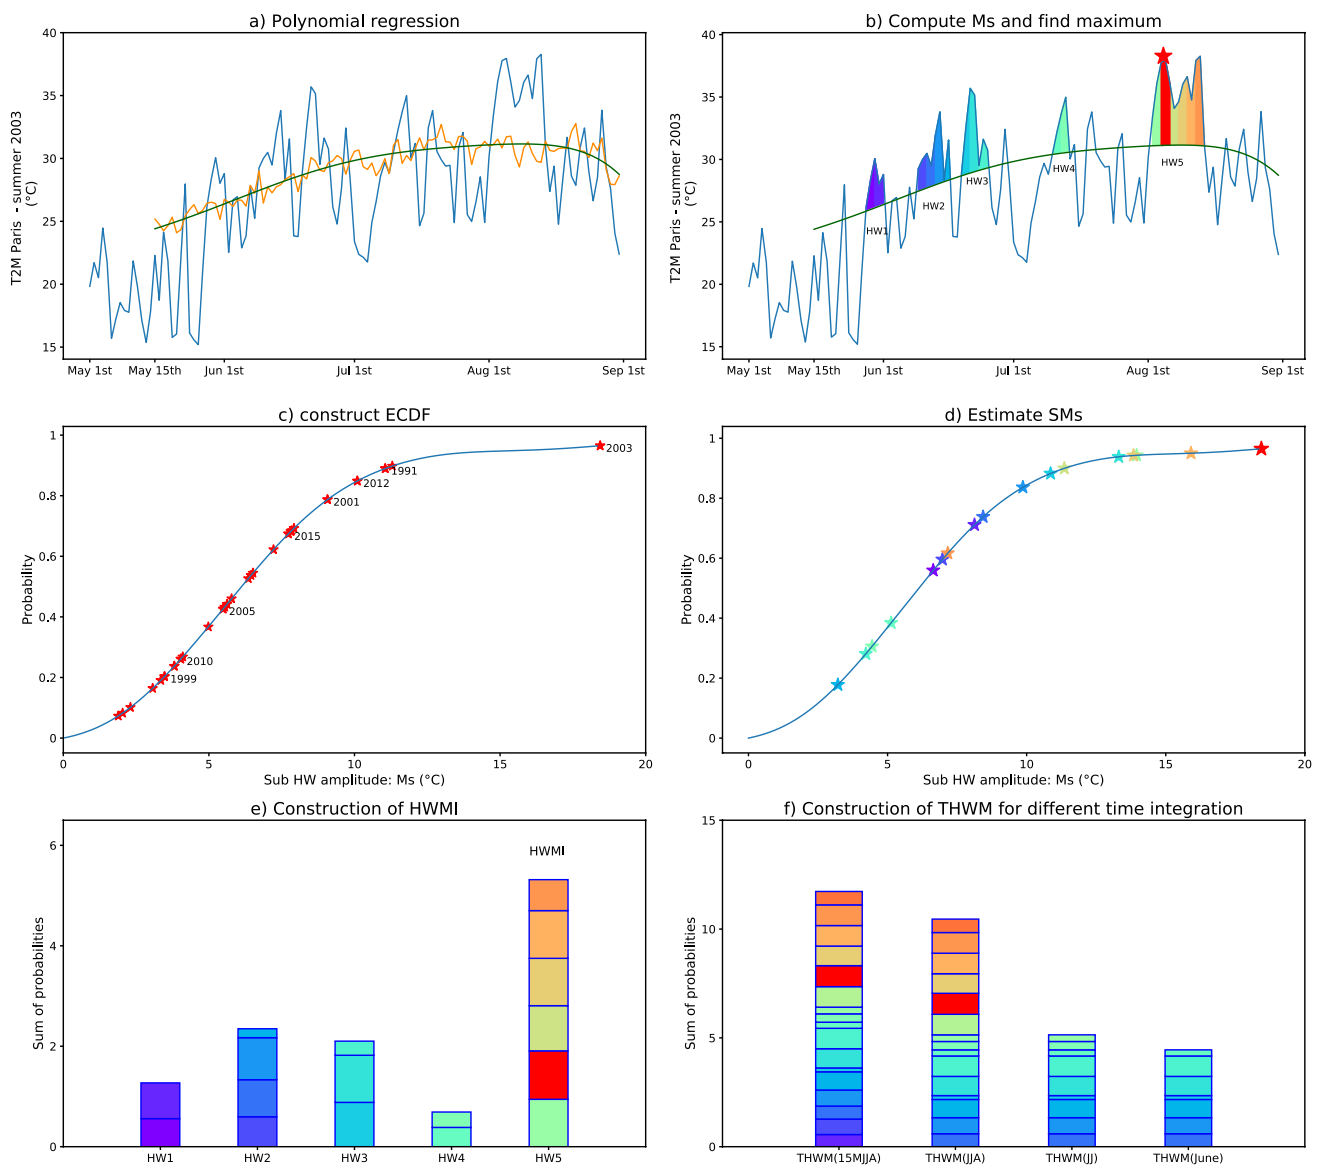 a) Polynomial regression
40
35
30
25
20
15
T2M Paris - summer 2003
(°C)
May 1st
May 15th
Jun 1st
Jul 1st
Aug 1st
Sep 1st
b) Compute Ms and find maximum
40
35
30
25
20
15
T2M Paris - summer 2003
(°C)
HW1
HW2
HW3
HW4
HW5
May 1st
May 15th
Jun 1st
Jul 1st
Aug 1st
Sep 1st
c) construct ECDF
1
0.8
0.6
0.4
0.2
0
Probability
2003
1991
2012
2001
2015
2005
2010
1999
0
5
10
15
20
Sub HW amplitude: Ms (°C)
d) Estimate SMs
1
0.8
0.6
0.4
0.2
0
Probability
0
5
10
15
20
Sub HW amplitude: Ms (°C)
e) Construction of HWMI
6
4
2
0
Sum of probabilities
HWMI
HW1
HW2
HW3
HW4
HW5
f) Construction of THWM for different time integration
15
10
5
0
Sum of probabilities
THWM(15MJJA)
THWM(JJA)
THWM(JJ)
THWM(June)